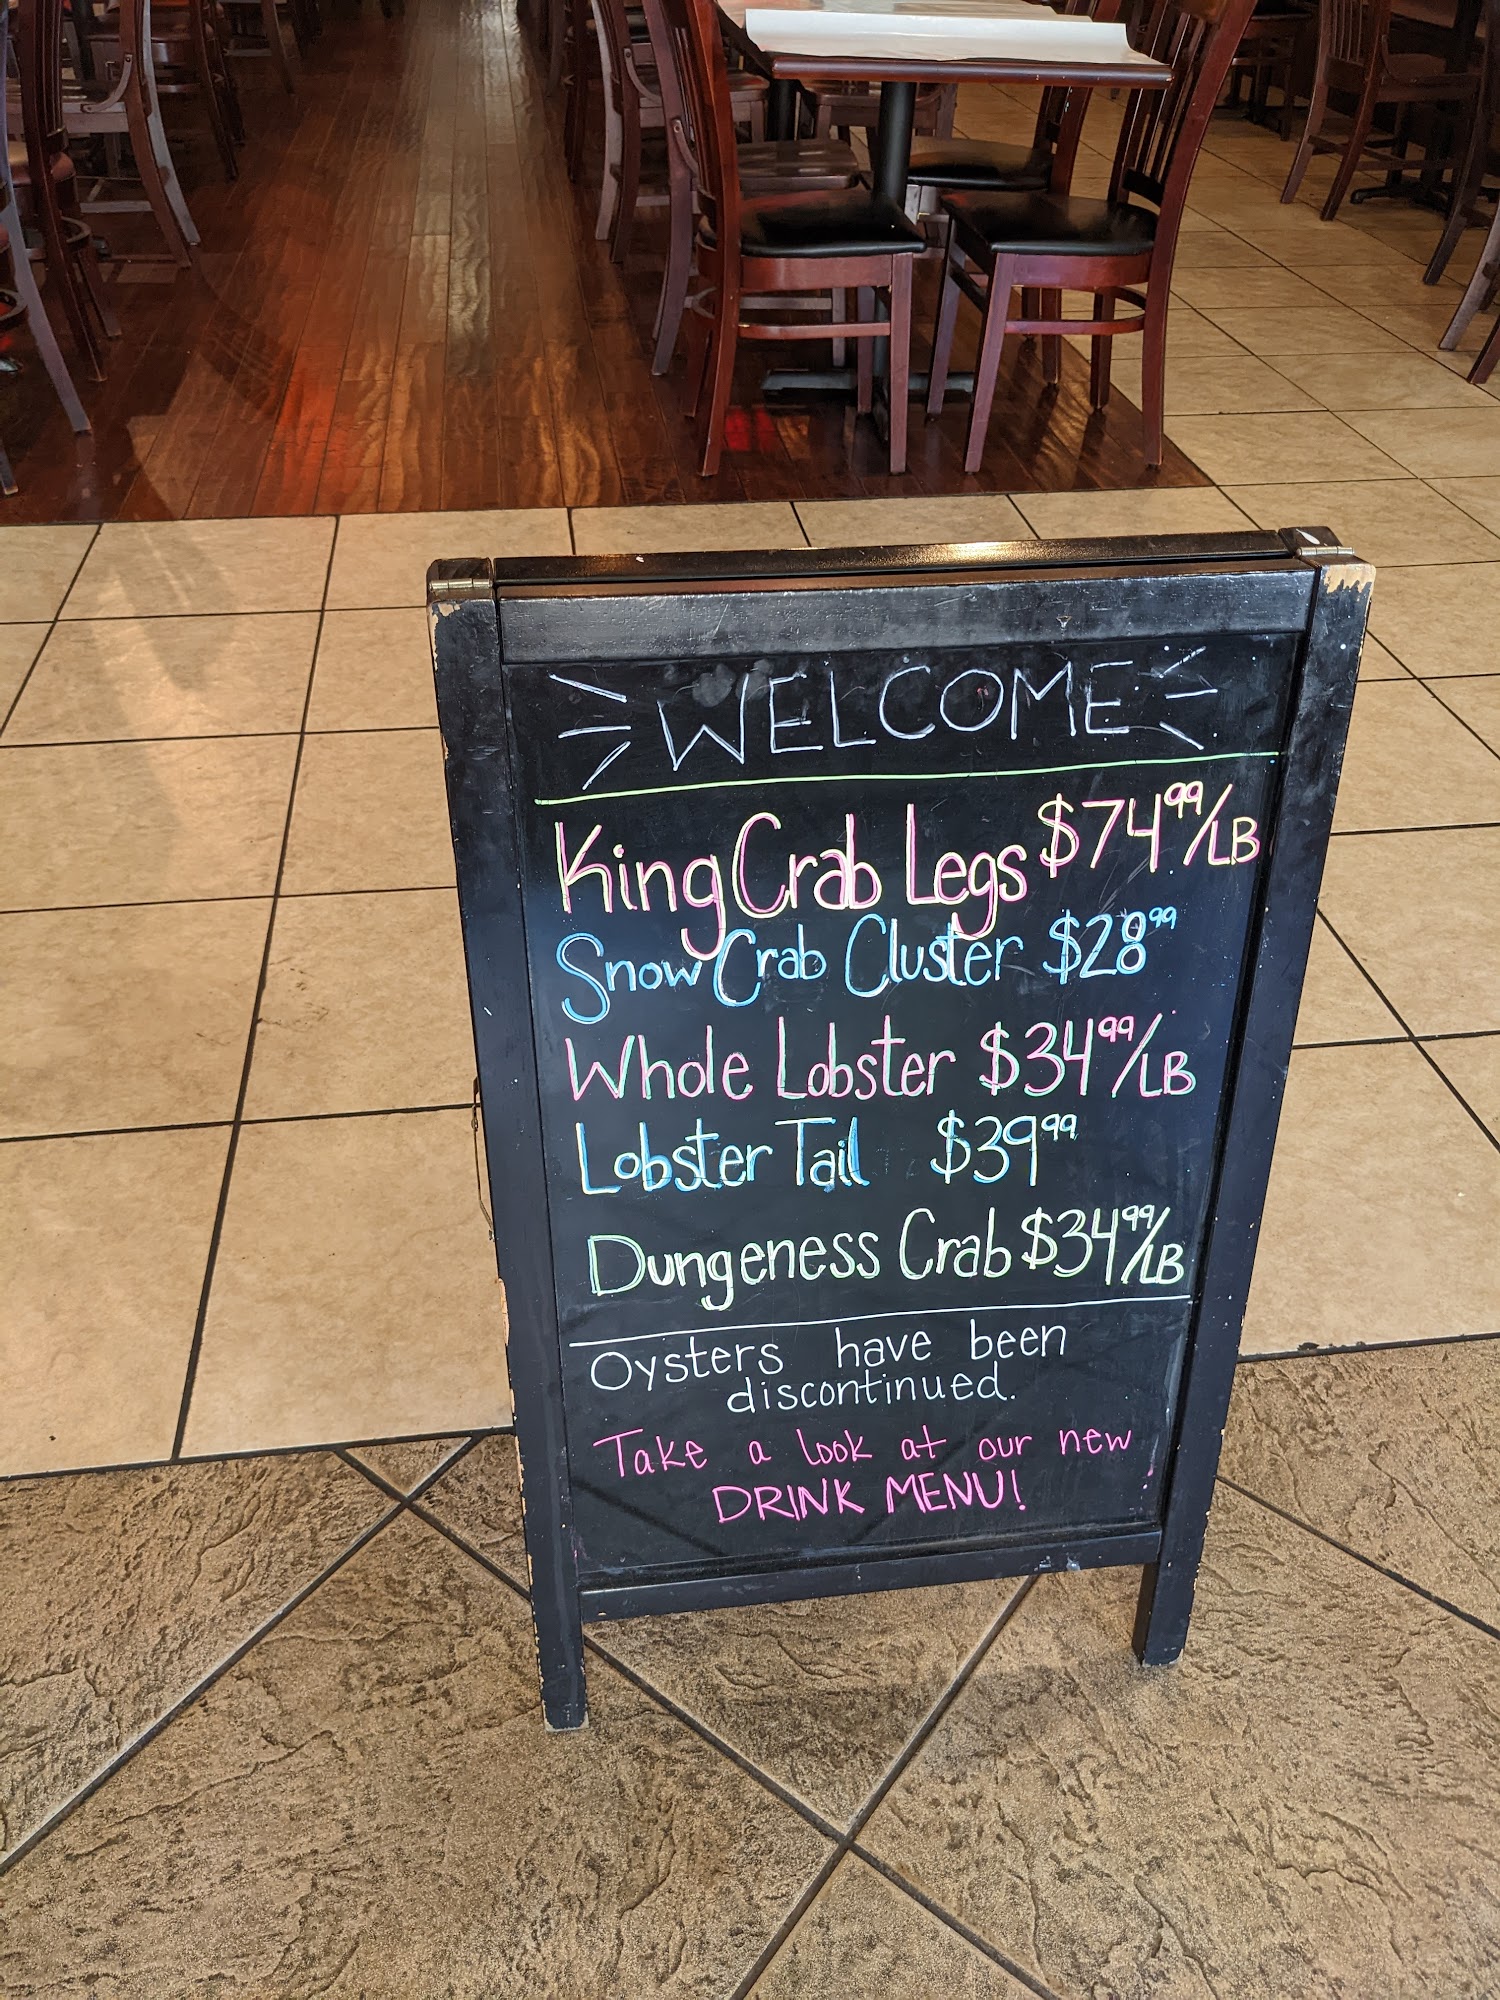 WELCOME
King Crab Legs $74.99/LB
Snow Crab Cluster $28.99
Whole Lobster $34.99/LB
Lobster Tail $39.99
Dungeness Crab $34.99/LB
Oysters have been
discontinued.
Take a look at our new
DRINK MENU!